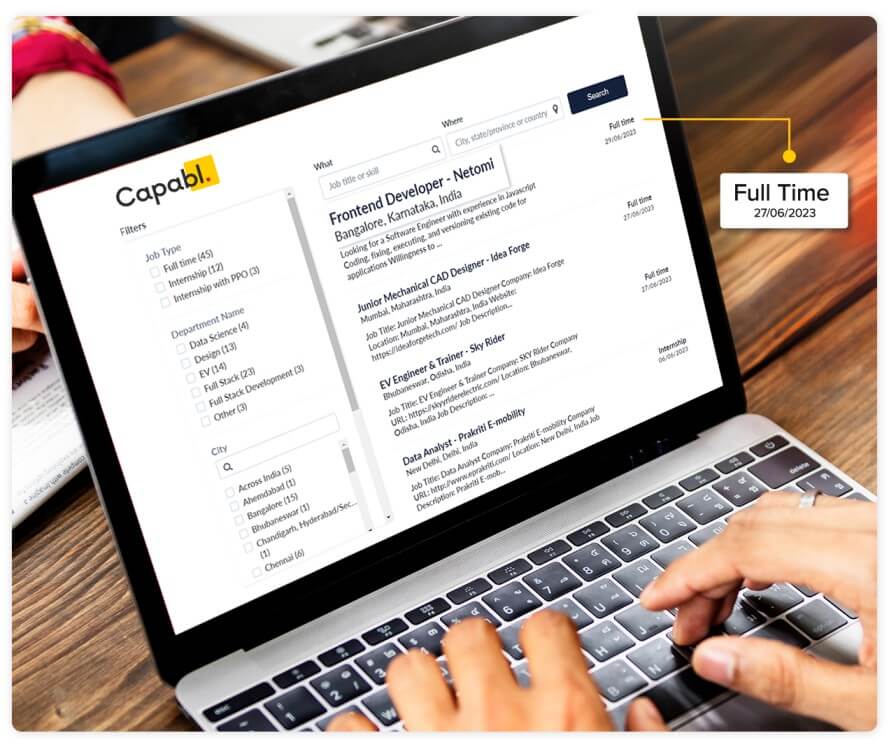 Capabl.
Filters
Job Type
Full time (45)
Internship (12)
Internship with PPO (3)
Department Name
Data Science (4)
Design (13)
EV (14)
Full Stack (23)
Full Stack Development (3)
Other (3)
City
Across India (5)
Ahemdabad (1)
Bangalore (15)
Bhubaneswar (1)
Chandigarh, Hyderabad/Sec...
(1)
Chennai (6)
What
Job title or skill
Where
City, state/province or country
Search
Frontend Developer - Netomi
Bangalore, Karnataka, India
Looking for a Software Engineer with experience in Javascript
Coding, fixing, executing, and versioning existing code for
applications Willingness to ...
Full time
29/06/2023
Junior Mechanical CAD Designer - Idea Forge
Mumbai, Maharashtra, India
Job Title: Junior Mechanical CAD Designer Company: Idea Forge
Location: Mumbai, Maharashtra, India Website:
https://ideaforgetech.com/ Job Description...
Full time
27/06/2023
EV Engineer & Trainer - Sky Rider
Bhubaneswar, Odisha, India
Job Title: EV Engineer & Trainer Company: SKY Rider Company
URL: https://skyyriderelectric.com/ Location: Bhubaneswar,
Odisha, India Job Description: ...
Full time
27/06/2023
Data Analyst - Prakriti E-mobility
New Delhi, Delhi, India
Job Title: Data Analyst Company: Prakriti E-mobility Company
URL: http://www.eprakriti.com/ Location: New Delhi, India Job
Description: Prakriti E-mob...
Internship
06/06/2023
Full Time
27/06/2023
esc
delete